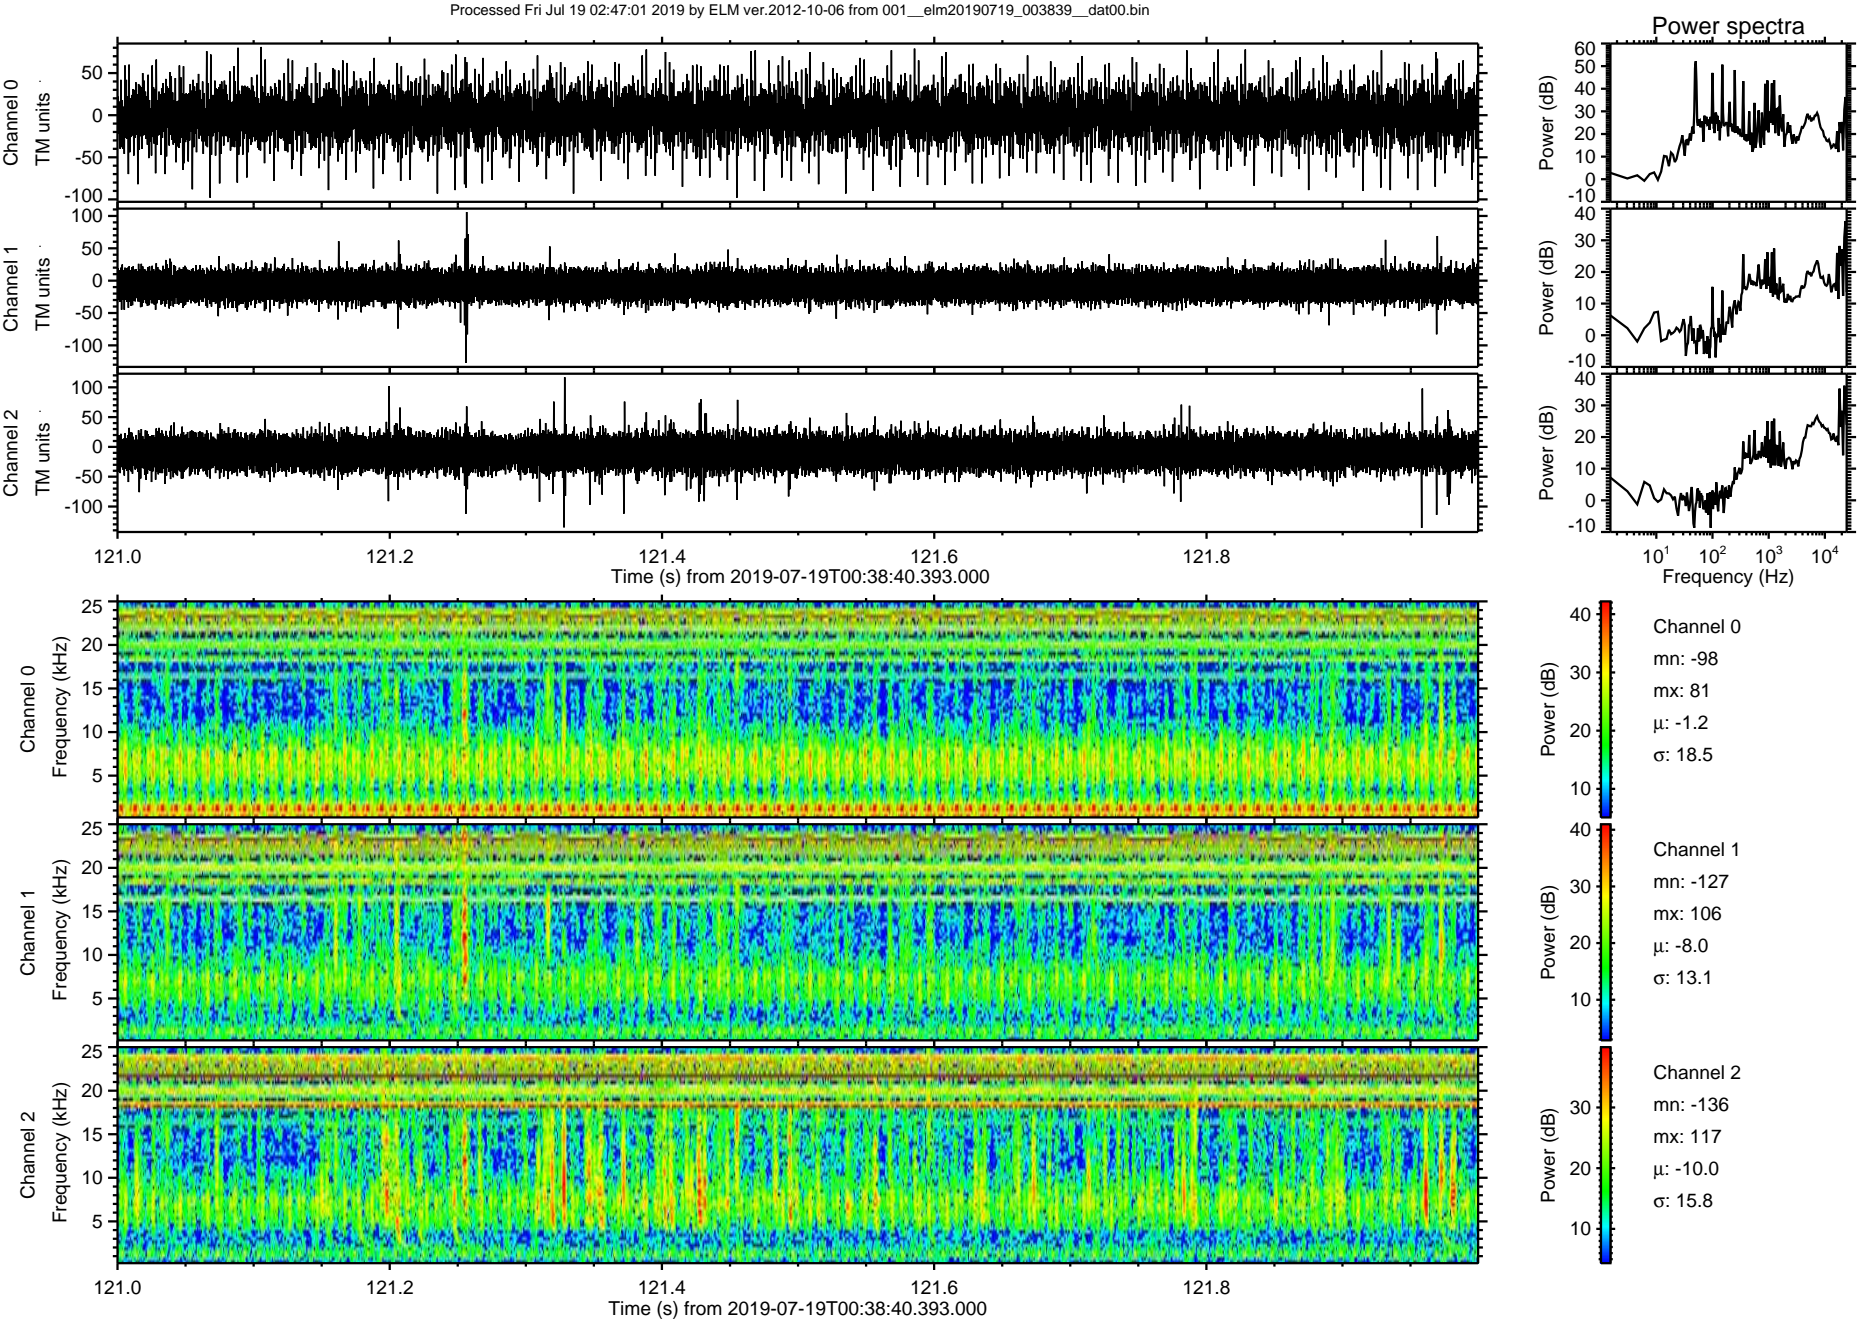 Processed Fri Jul 19 02:47:01 2019 by ELM ver.2012-10-06 from 001__elm20190719_003839__dat00.bin
Power spectra
Channel 0
TM units
50
0
-50
-100
Power (dB)
60
50
40
30
20
10
0
-10
Channel 1
TM units
100
50
0
-50
-100
Power (dB)
40
30
20
10
0
-10
Channel 2
TM units
100
50
0
-50
-100
Power (dB)
40
30
20
10
0
-10
121.0 121.2 121.4 121.6 121.8
Time (s) from 2019-07-19T00:38:40.393.000
10¹ 10² 10³ 10⁴
Frequency (Hz)
Channel 0
Frequency (kHz)
25
20
15
10
5
Power (dB)
40
30
20
10
Channel 0
mn: -98
mx: 81
μ: -1.2
σ: 18.5
Channel 1
Frequency (kHz)
25
20
15
10
5
Power (dB)
40
30
20
10
Channel 1
mn: -127
mx: 106
μ: -8.0
σ: 13.1
Channel 2
Frequency (kHz)
25
20
15
10
5
Power (dB)
30
20
10
Channel 2
mn: -136
mx: 117
μ: -10.0
σ: 15.8
121.0 121.2 121.4 121.6 121.8
Time (s) from 2019-07-19T00:38:40.393.000